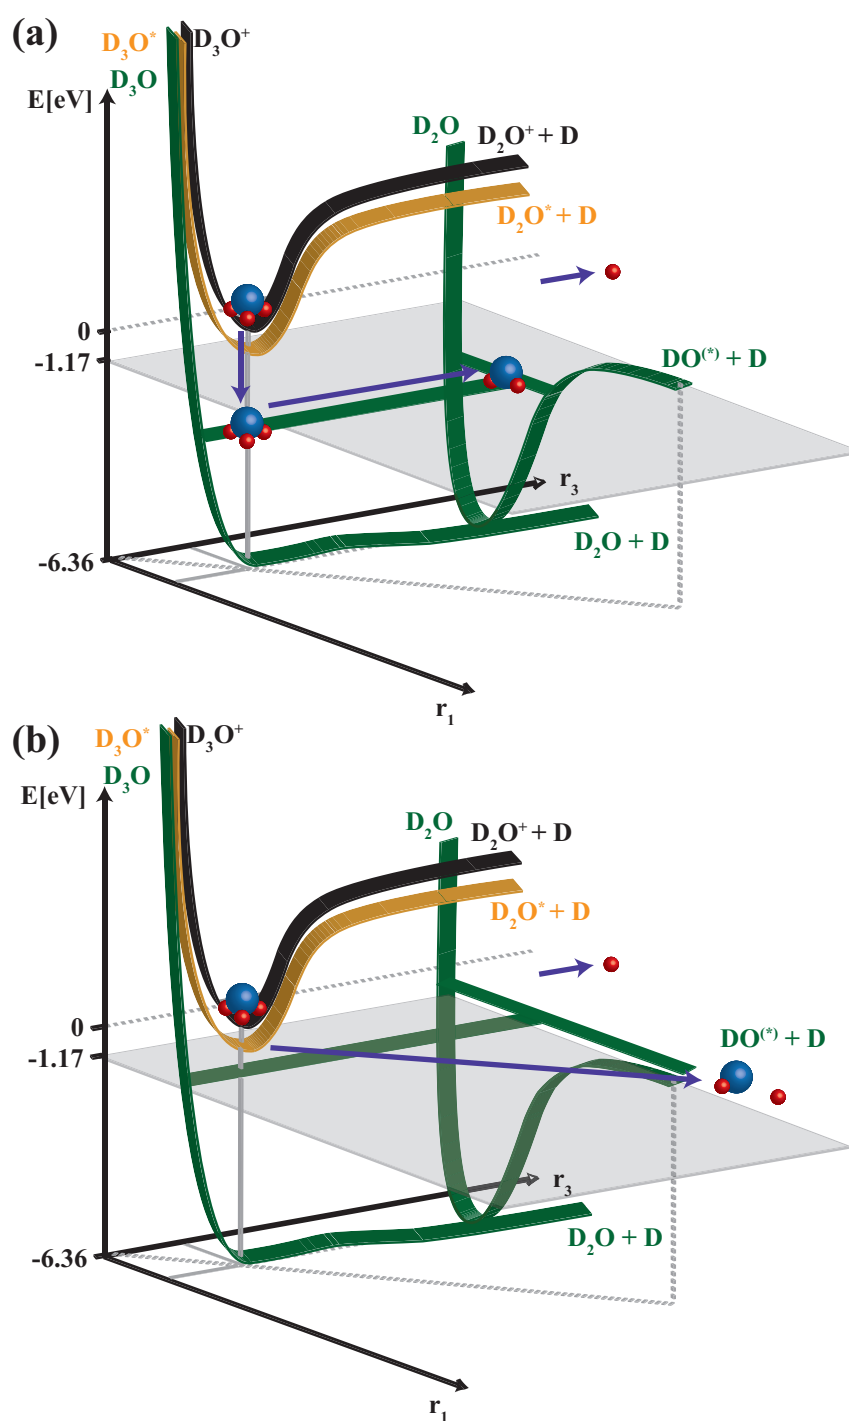 (a)
D₃O* D₃O⁺
D₃O
E[eV]
D₂O D₂O⁺ + D
D₂O* + D
0
-1.17
DO⁽*⁾ + D
r₃
D₂O + D
-6.36
r₁
(b)
D₃O* D₃O⁺
D₃O
E[eV]
D₂O D₂O⁺ + D
D₂O* + D
0
DO⁽*⁾ + D
-1.17
r₃
D₂O + D
-6.36
r₁